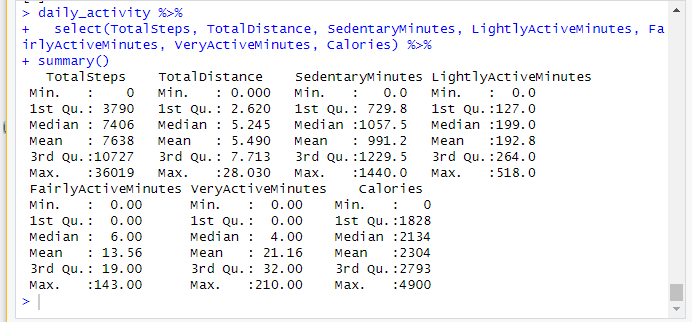 > daily_activity %>%
+   select(TotalSteps, TotalDistance, SedentaryMinutes, LightlyActiveMinutes, Fa
irlyActiveMinutes, VeryActiveMinutes, Calories) %>%
+ summary()
   TotalSteps    TotalDistance    SedentaryMinutes LightlyActiveMinutes
 Min.   :    0   Min.   : 0.000   Min.   :   0.0   Min.   :  0.0
 1st Qu.: 3790   1st Qu.: 2.620   1st Qu.: 729.8   1st Qu.:127.0
 Median : 7406   Median : 5.245   Median :1057.5   Median :199.0
 Mean   : 7638   Mean   : 5.490   Mean   : 991.2   Mean   :192.8
 3rd Qu.:10727   3rd Qu.: 7.713   3rd Qu.:1229.5   3rd Qu.:264.0
 Max.   :36019   Max.   :28.030   Max.   :1440.0   Max.   :518.0
 FairlyActiveMinutes VeryActiveMinutes    Calories
 Min.   :  0.00      Min.   :  0.00    Min.   :   0
 1st Qu.:  0.00      1st Qu.:  0.00    1st Qu.:1828
 Median :  6.00      Median :  4.00    Median :2134
 Mean   : 13.56      Mean   : 21.16    Mean   :2304
 3rd Qu.: 19.00      3rd Qu.: 32.00    3rd Qu.:2793
 Max.   :143.00      Max.   :210.00    Max.   :4900
>